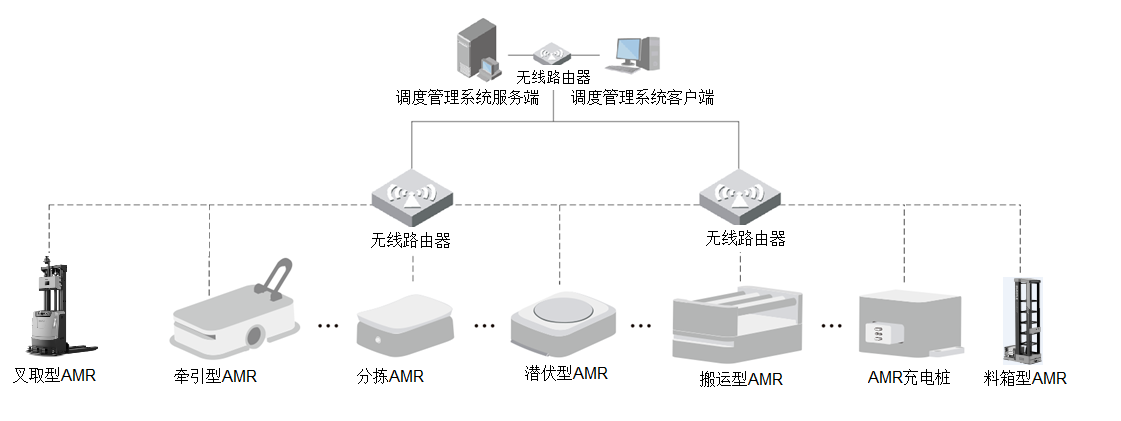 无线路由器
调度管理系统服务端
调度管理系统客户端
无线路由器
无线路由器
叉取型AMR
牵引型AMR
分拣AMR
潜伏型AMR
搬运型AMR
AMR充电桩
料箱型AMR